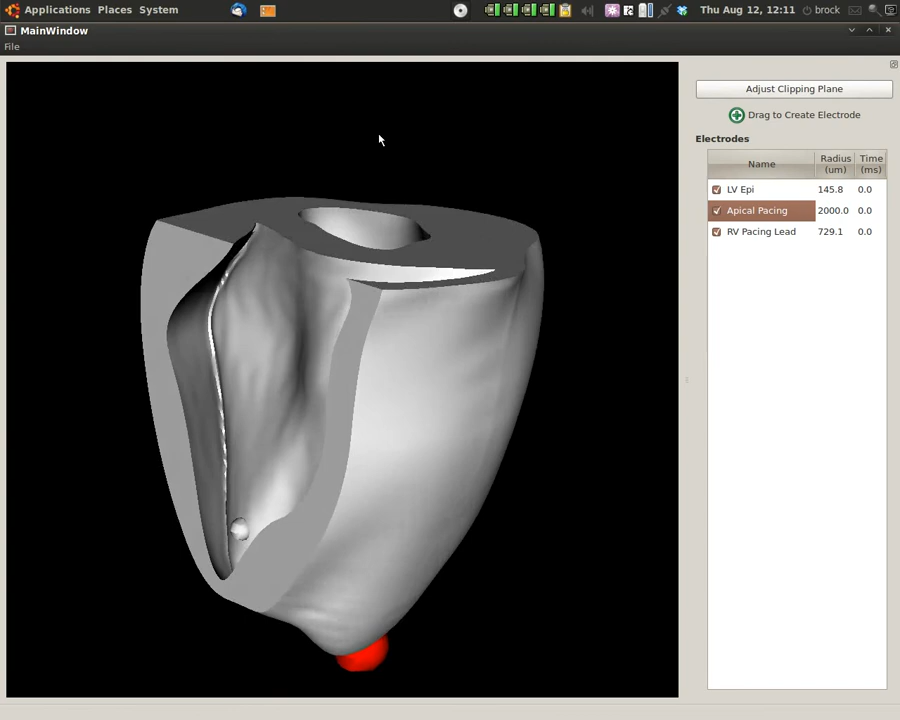 Applications Places System Thu Aug 12, 12:11 brock
MainWindow
File
Adjust Clipping Plane
Drag to Create Electrode
Electrodes
Name Radius (um) Time (ms)
LV Epi 145.8 0.0
Apical Pacing 2000.0 0.0
RV Pacing Lead 729.1 0.0